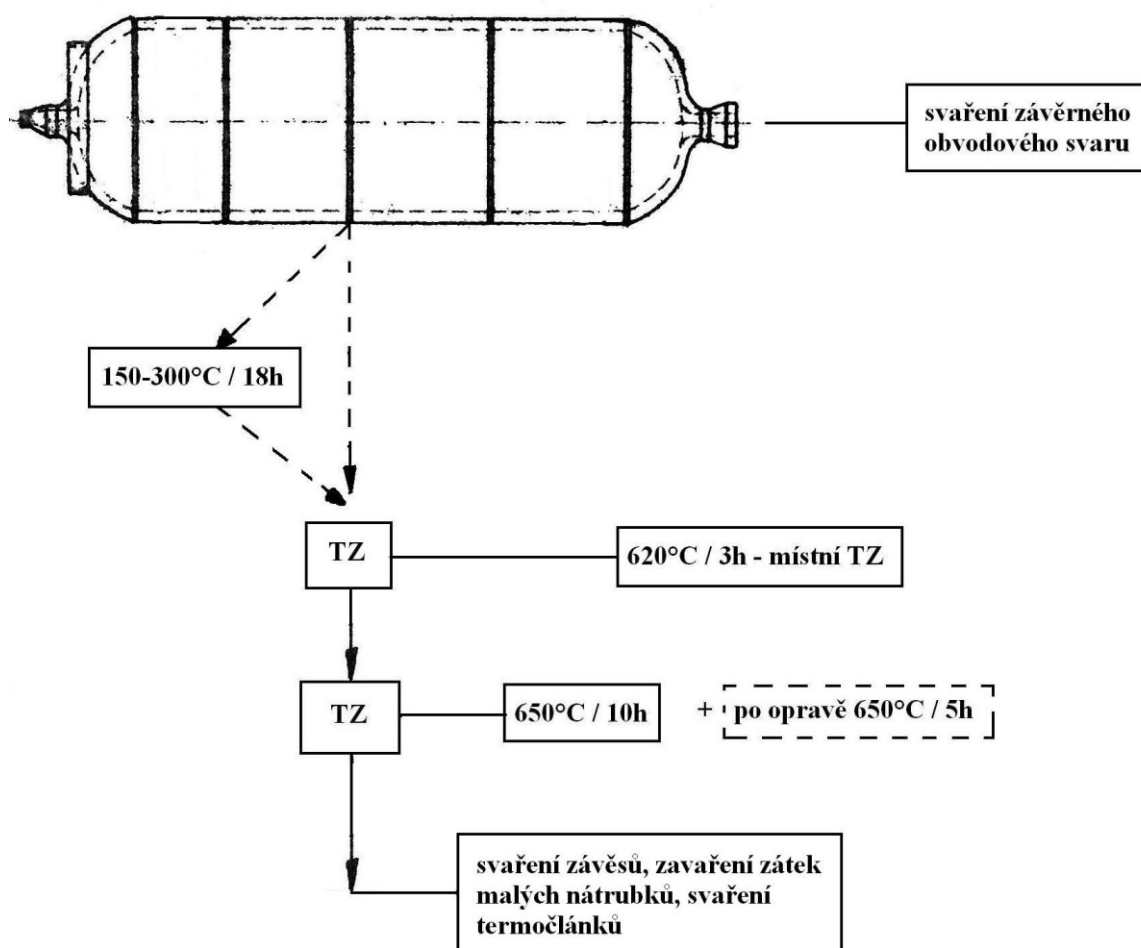 svaření závěrného
obvodového svaru
150-300°C / 18h
TZ
620°C / 3h - místní TZ
TZ
650°C / 10h
+ po opravě 650°C / 5h
svaření závěsů, zavaření zátek
malých nátrubků, svaření
termočlánků